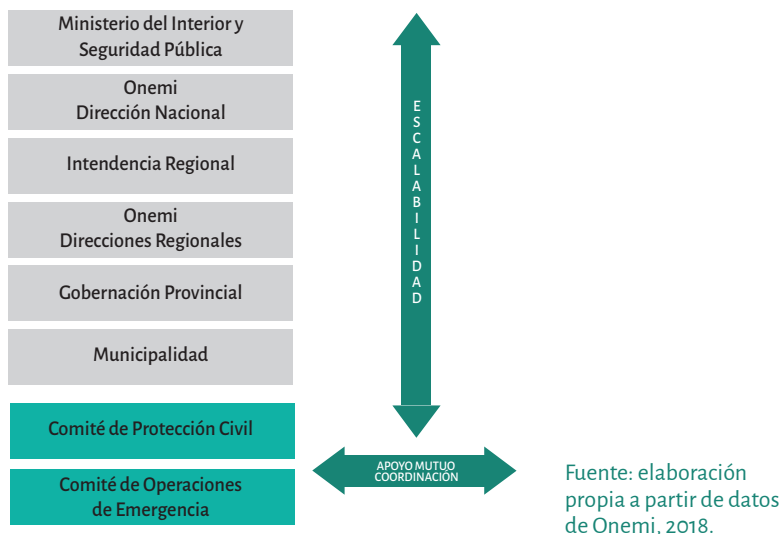 Ministerio del Interior y
Seguridad Pública
Onemi
Dirección Nacional
Intendencia Regional
Onemi
Direcciones Regionales
Gobernación Provincial
Municipalidad
Comité de Protección Civil
Comité de Operaciones
de Emergencia
ESCALABILIDAD
APOYO MUTUO
COORDINACIÓN
Fuente: elaboración
propia a partir de datos
de Onemi, 2018.